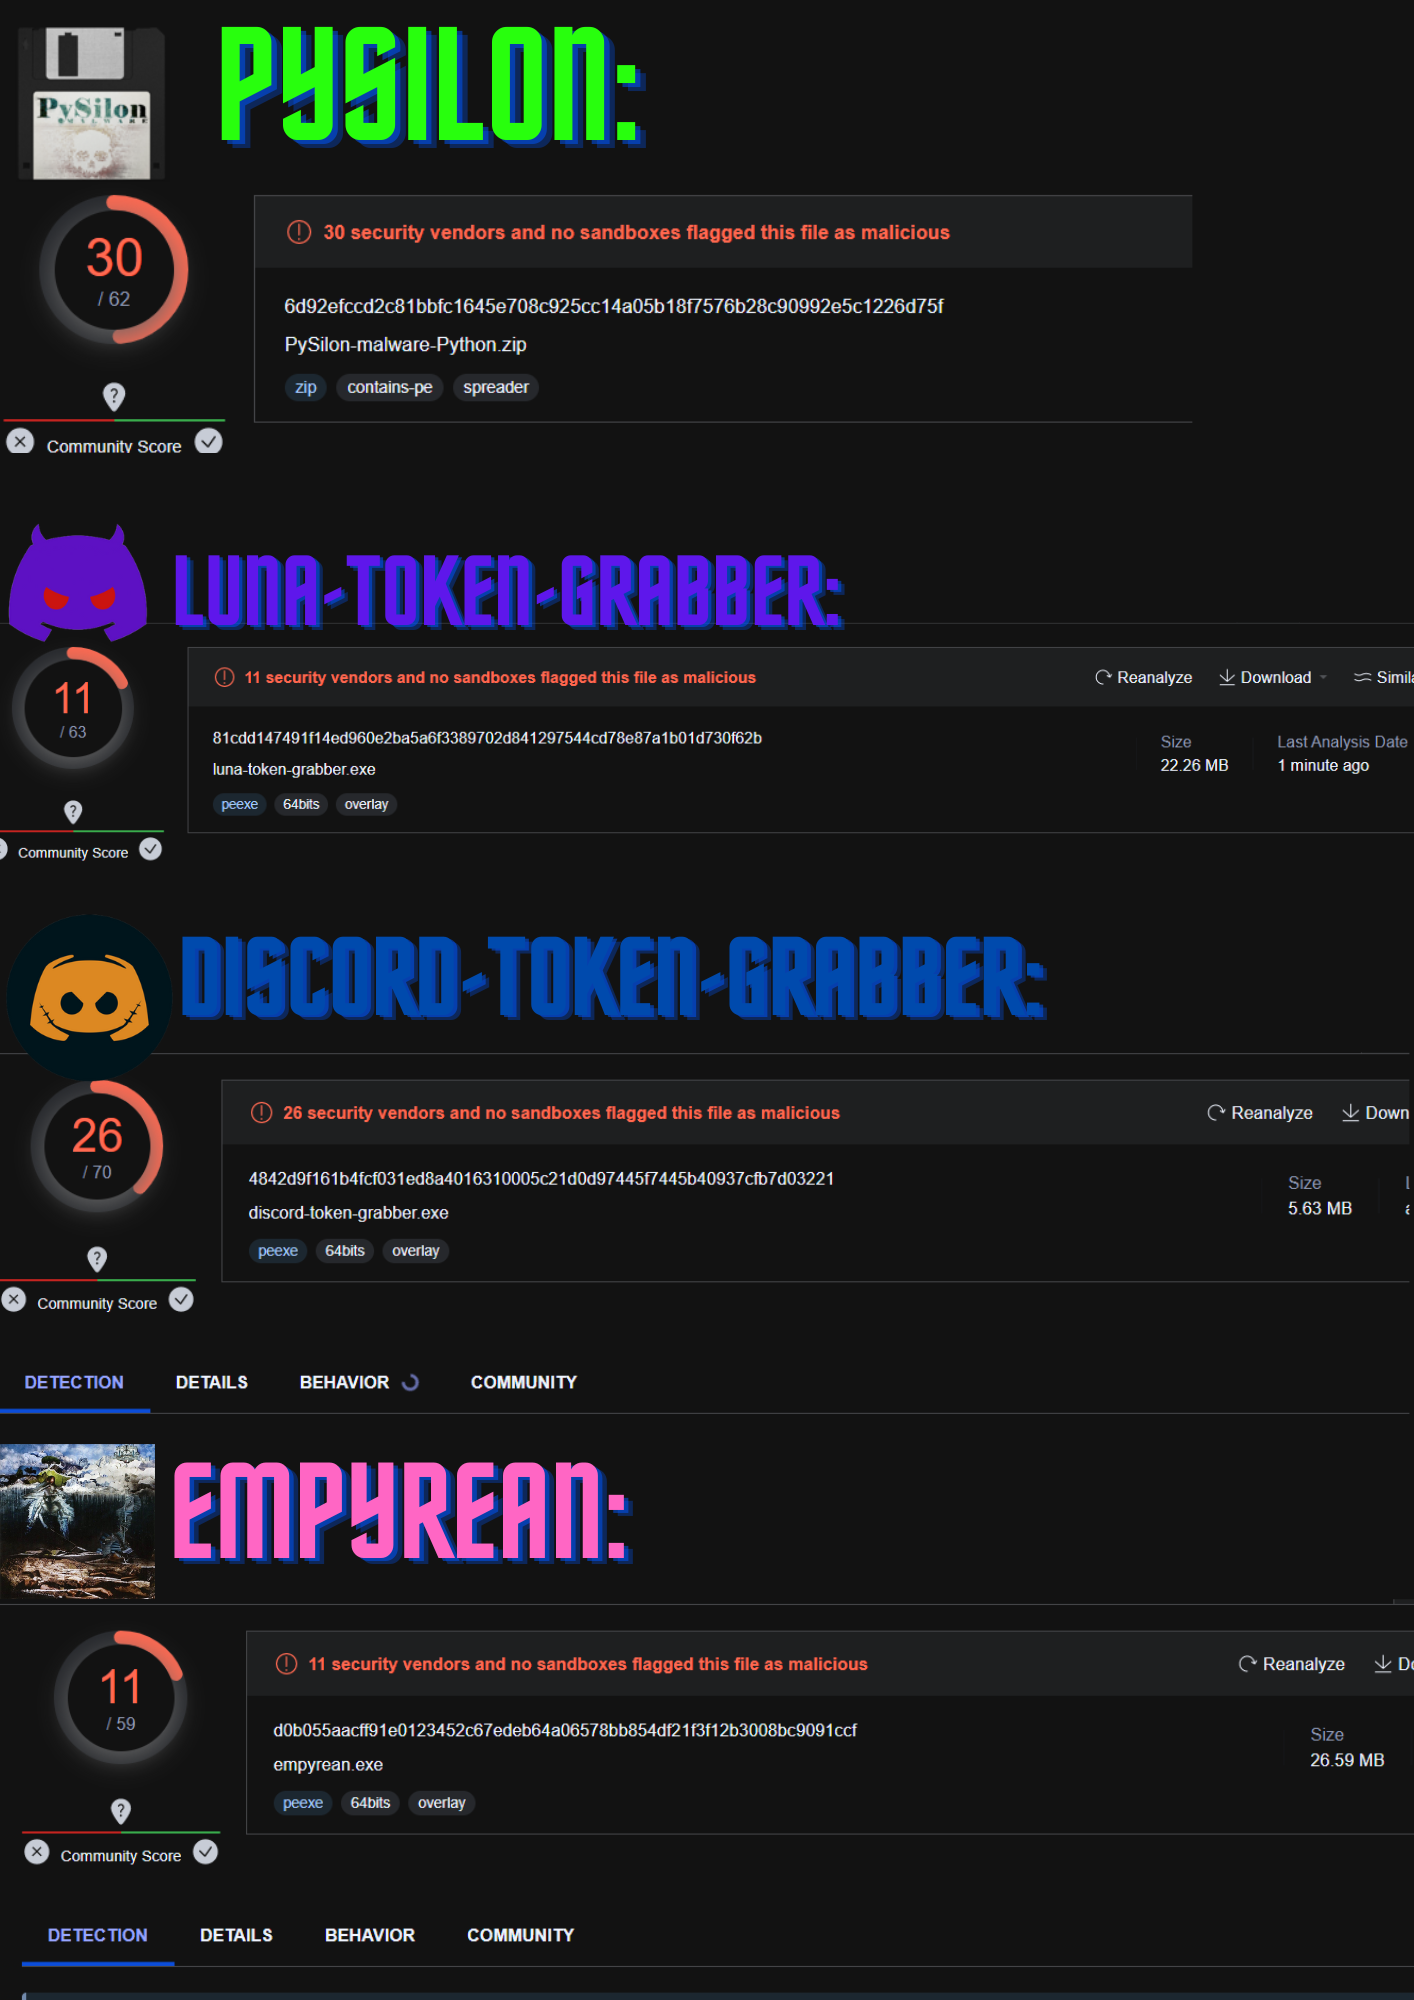 PySilon
MALWARE
PYSILON:
30
/ 62
30 security vendors and no sandboxes flagged this file as malicious
6d92efccd2c81bbfc1645e708c925cc14a05b18f7576b28c90992e5c1226d75f
PySilon-malware-Python.zip
zip contains-pe spreader
?
Community Score
LUNA-TOKEN-GRABBER:
11
/ 63
11 security vendors and no sandboxes flagged this file as malicious
Reanalyze Download Simila
81cdd147491f14ed960e2ba5a6f3389702d841297544cd78e87a1b01d730f62b
luna-token-grabber.exe
Size
22.26 MB
Last Analysis Date
1 minute ago
peexe 64bits overlay
?
Community Score
DISCORD-TOKEN-GRABBER:
26
/ 70
26 security vendors and no sandboxes flagged this file as malicious
Reanalyze Down
4842d9f161b4fcf031ed8a4016310005c21d0d97445f7445b40937cfb7d03221
discord-token-grabber.exe
Size
5.63 MB
peexe 64bits overlay
?
Community Score
DETECTION DETAILS BEHAVIOR COMMUNITY
EMPYREAN:
11
/ 59
11 security vendors and no sandboxes flagged this file as malicious
Reanalyze Do
d0b055aacff91e0123452c67edeb64a06578bb854df21f3f12b3008bc9091ccf
empyrean.exe
Size
26.59 MB
peexe 64bits overlay
?
Community Score
DETECTION DETAILS BEHAVIOR COMMUNITY